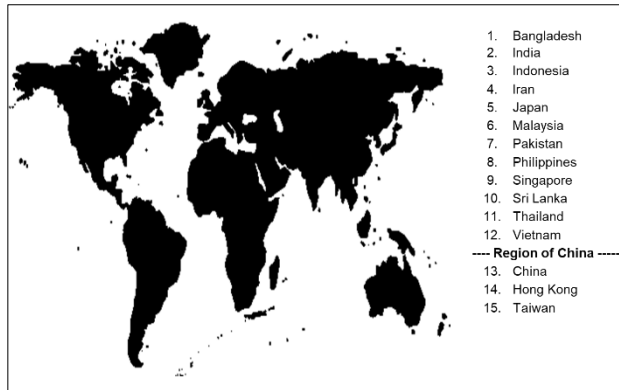 1. Bangladesh
2. India
3. Indonesia
4. Iran
5. Japan
6. Malaysia
7. Pakistan
8. Philippines
9. Singapore
10. Sri Lanka
11. Thailand
12. Vietnam
---- Region of China -----
13. China
14. Hong Kong
15. Taiwan